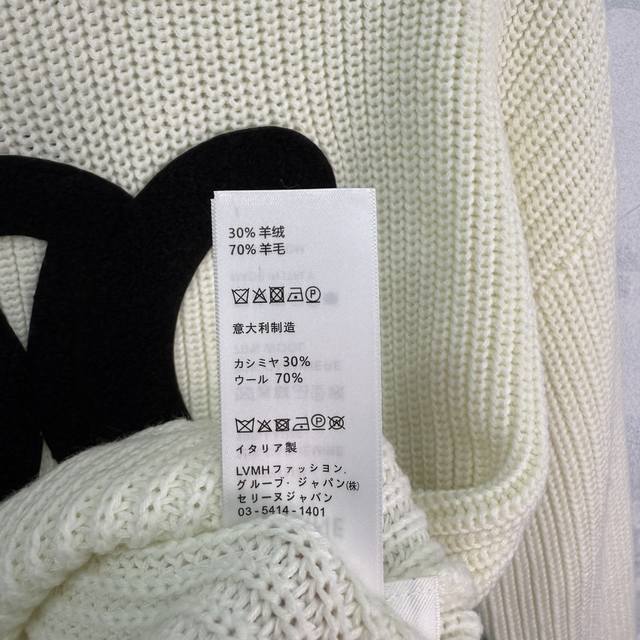 30% 羊绒
70% 羊毛
意大利制造
カシミヤ 30%
ウール 70%
イタリア製
LVMHファッション.
グループ・ジャパン(株)
セリーヌジャパン
03-5414-1401